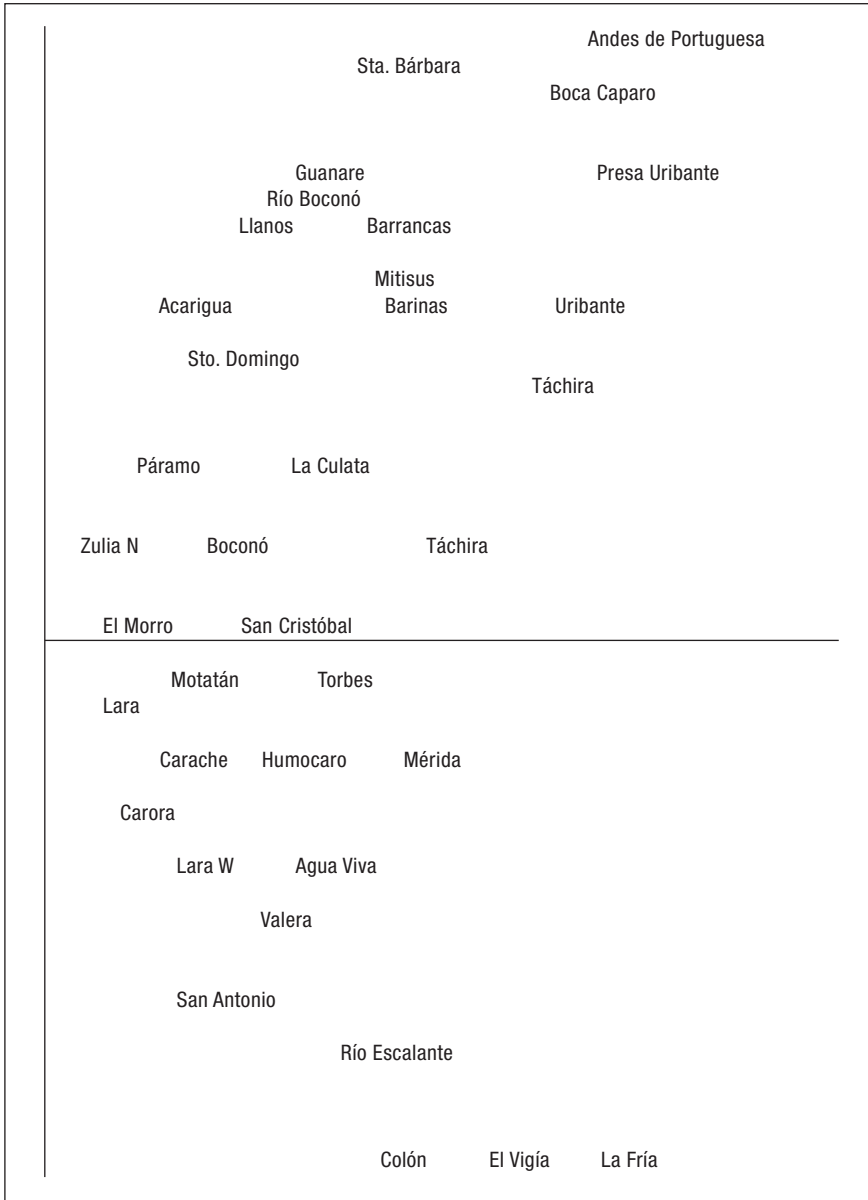 Andes de Portuguesa
Sta. Bárbara
Boca Caparo
Guanare Presa Uribante
Río Boconó
Llanos Barrancas
Mitisus
Acarigua Barinas Uribante
Sto. Domingo
Táchira
Páramo La Culata
Zulia N Boconó Táchira
El Morro San Cristóbal
Motatán Torbes
Lara
Carache Humocaro Mérida
Carora
Lara W Agua Viva
Valera
San Antonio
Río Escalante
Colón El Vigía La Fría